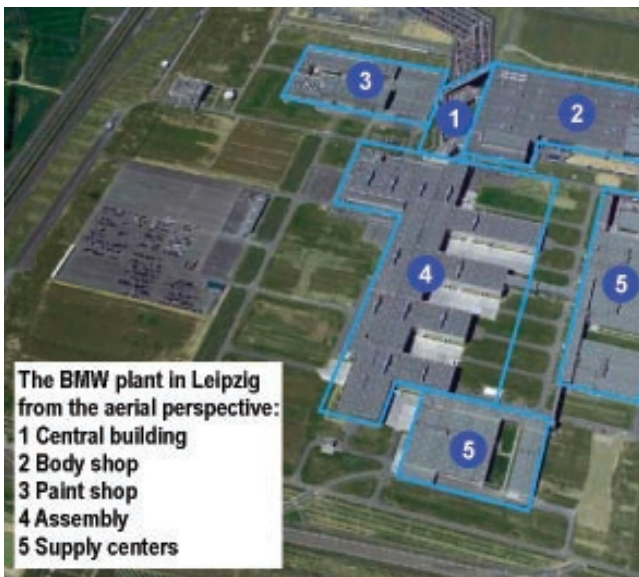 3
1
2
5
4
5
The BMW plant in Leipzig
from the aerial perspective:
1 Central building
2 Body shop
3 Paint shop
4 Assembly
5 Supply centers